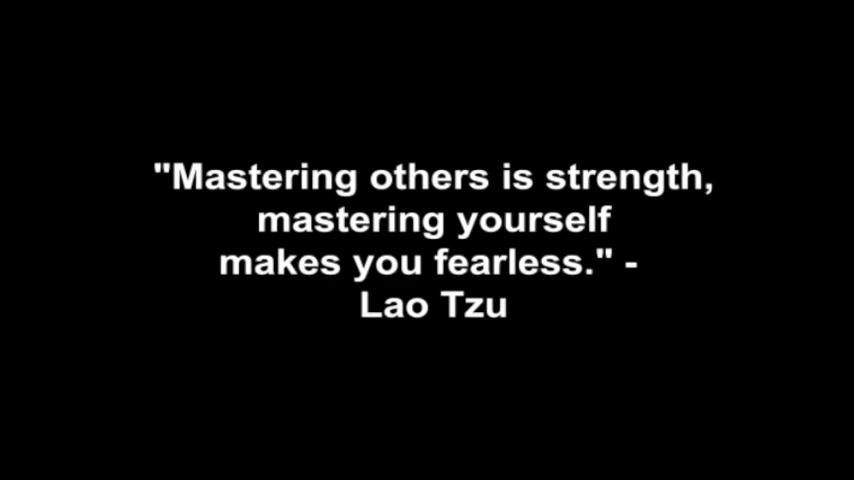 "Mastering others is strength,
mastering yourself
makes you fearless." -
Lao Tzu